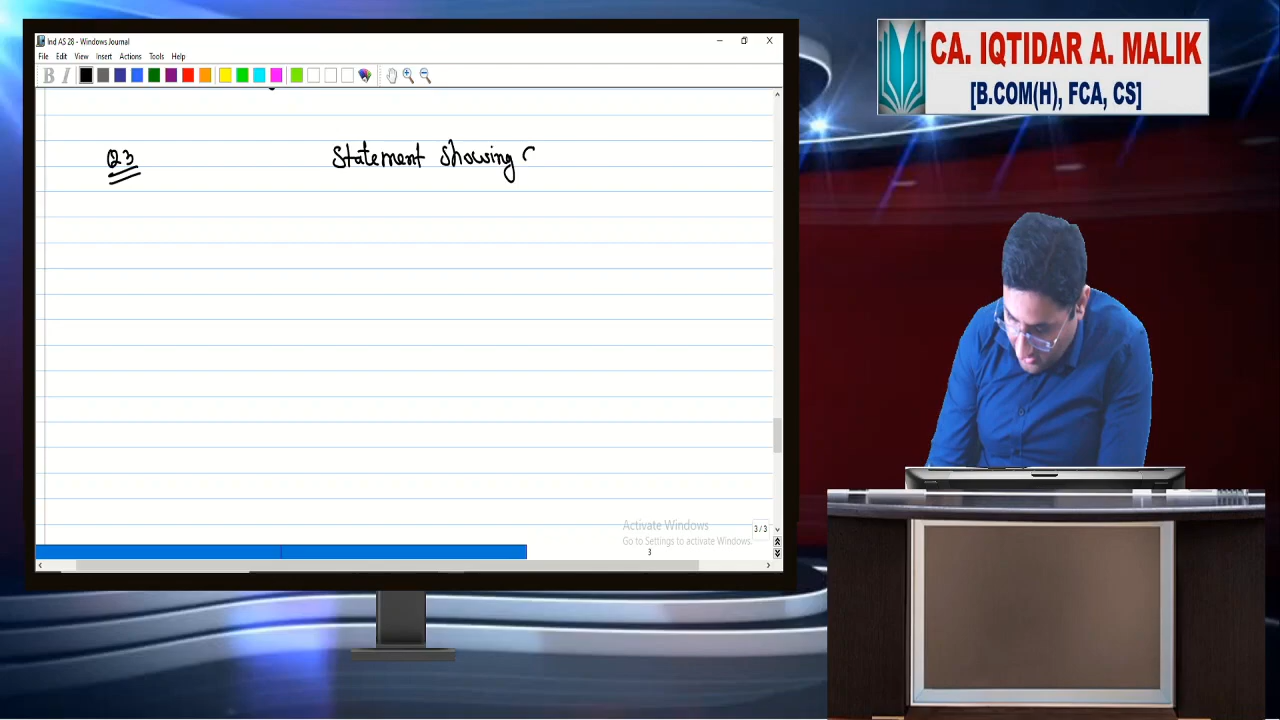 Ind AS 28 - Windows Journal
File Edit View Insert Actions Tools Help
B I
Q3
Statement showing
Activate Windows
Go to Settings to activate Windows.
3 / 3
3
CA. IQTIDAR A. MALIK
[B.COM(H), FCA, CS]